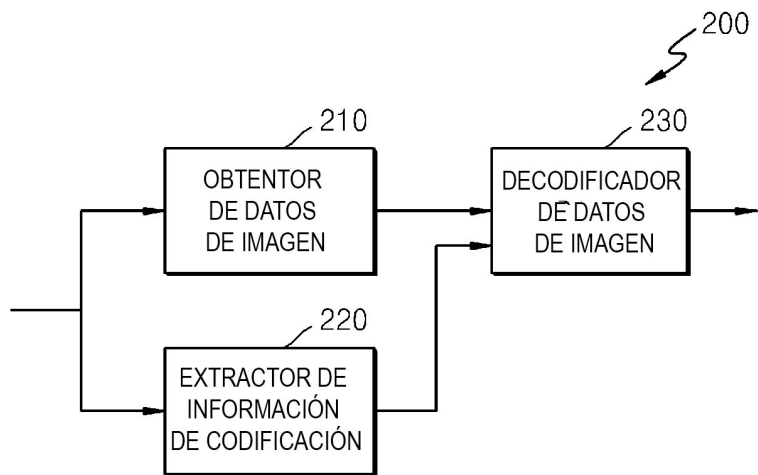 200
210
OBTENTOR
DE DATOS
DE IMAGEN
230
DECODIFICADOR
DE DATOS
DE IMAGEN
220
EXTRACTOR DE
INFORMACIÓN
DE CODIFICACIÓN